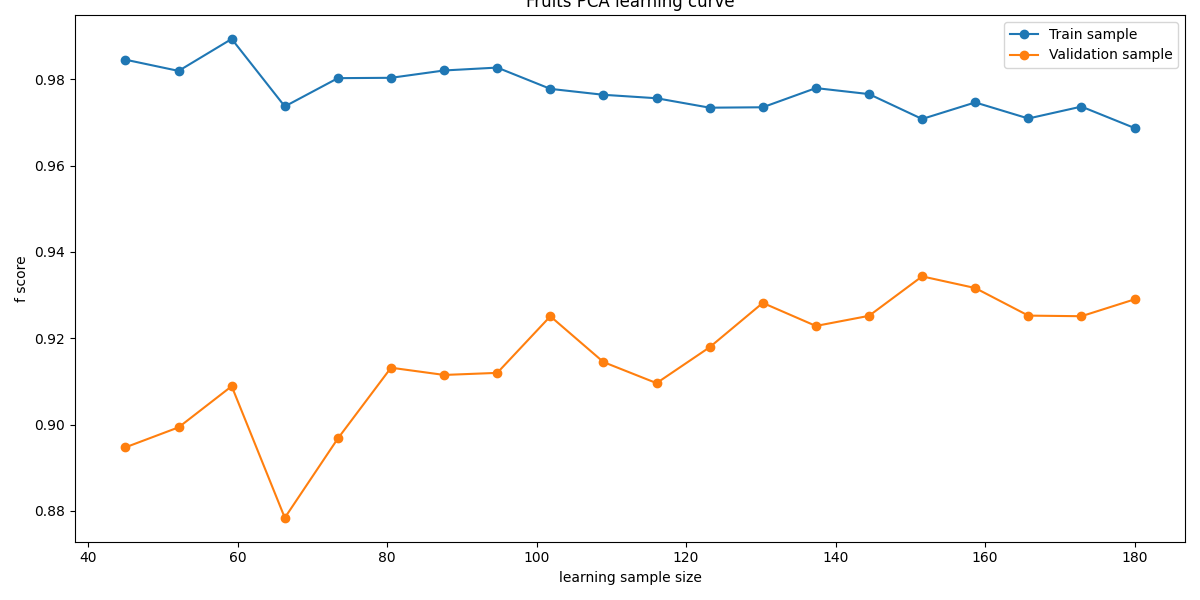 Fruits PCA learning curve
Train sample
Validation sample
0.98
0.96
0.94
0.92
0.90
0.88
f score
40 60 80 100 120 140 160 180
learning sample size